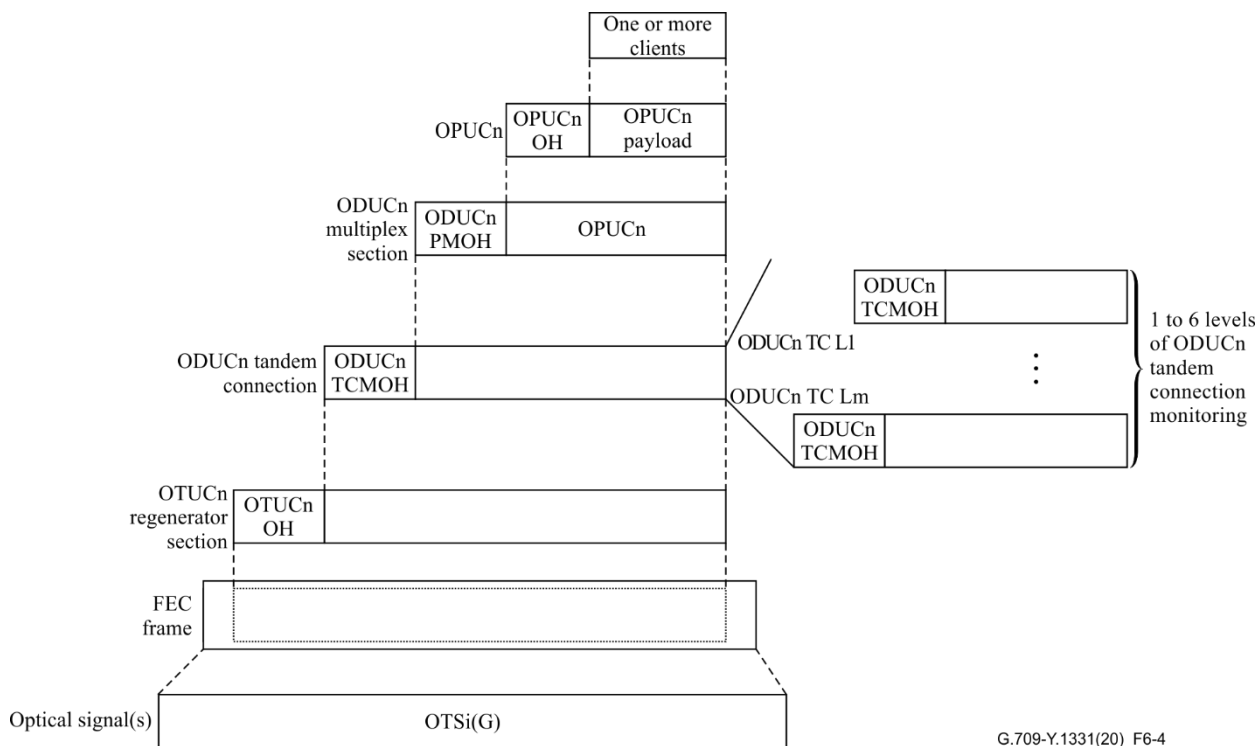 One or more
clients
OPUCn
OPUCn
OH
OPUCn
payload
ODUCn
multiplex
section
ODUCn
PMOH
OPUCn
ODUCn tandem
connection
ODUCn
TCMOH
ODUCn TC L1
ODUCn TC Lm
ODUCn
TCMOH
ODUCn
TCMOH
1 to 6 levels
of ODUCn
tandem
connection
monitoring
OTUCn
regenerator
section
OTUCn
OH
FEC
frame
Optical signal(s)
OTSi(G)
G.709-Y.1331(20)_F6-4